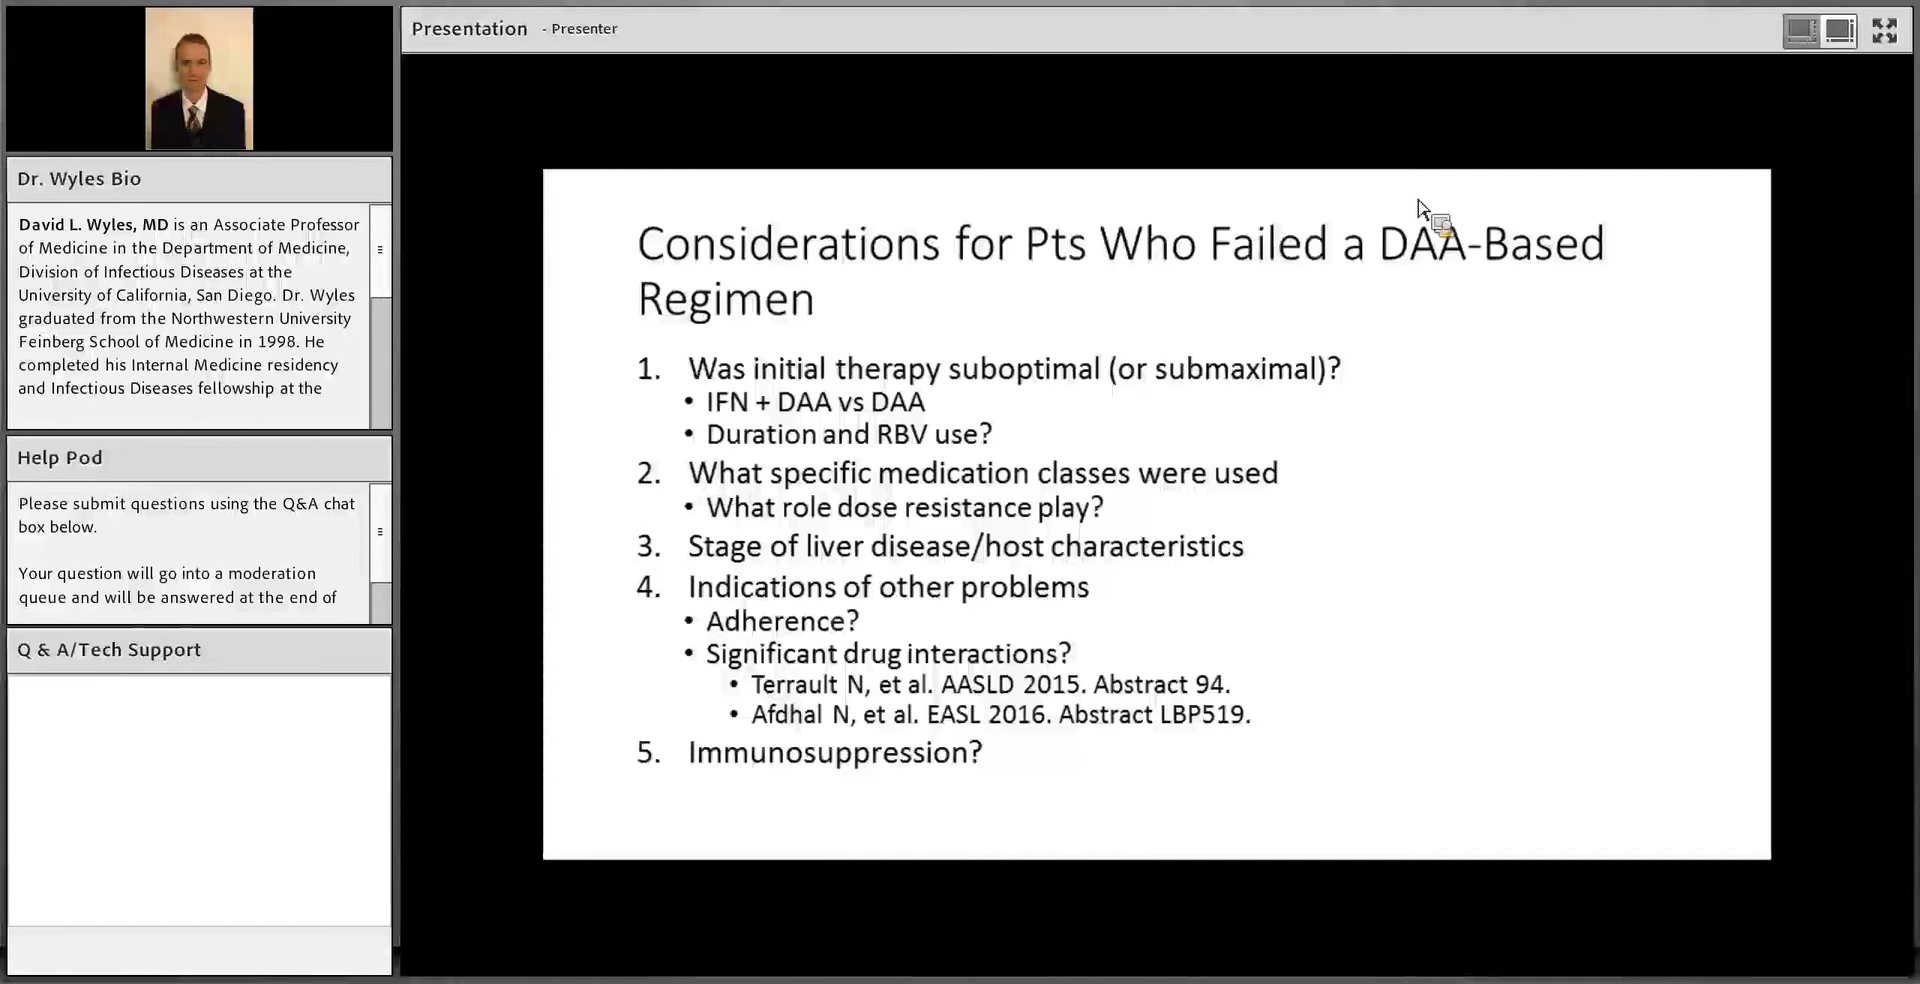 Presentation - Presenter
Dr. Wyles Bio
David L. Wyles, MD is an Associate Professor
of Medicine in the Department of Medicine,
Division of Infectious Diseases at the
University of California, San Diego. Dr. Wyles
graduated from the Northwestern University
Feinberg School of Medicine in 1998. He
completed his Internal Medicine residency
and Infectious Diseases fellowship at the
Help Pod
Please submit questions using the Q&A chat
box below.
Your question will go into a moderation
queue and will be answered at the end of
Q & A/Tech Support
Considerations for Pts Who Failed a DAA-Based
Regimen
1. Was initial therapy suboptimal (or submaximal)?
• IFN + DAA vs DAA
• Duration and RBV use?
2. What specific medication classes were used
• What role dose resistance play?
3. Stage of liver disease/host characteristics
4. Indications of other problems
• Adherence?
• Significant drug interactions?
• Terrault N, et al. AASLD 2015. Abstract 94.
• Afdhal N, et al. EASL 2016. Abstract LBP519.
5. Immunosuppression?